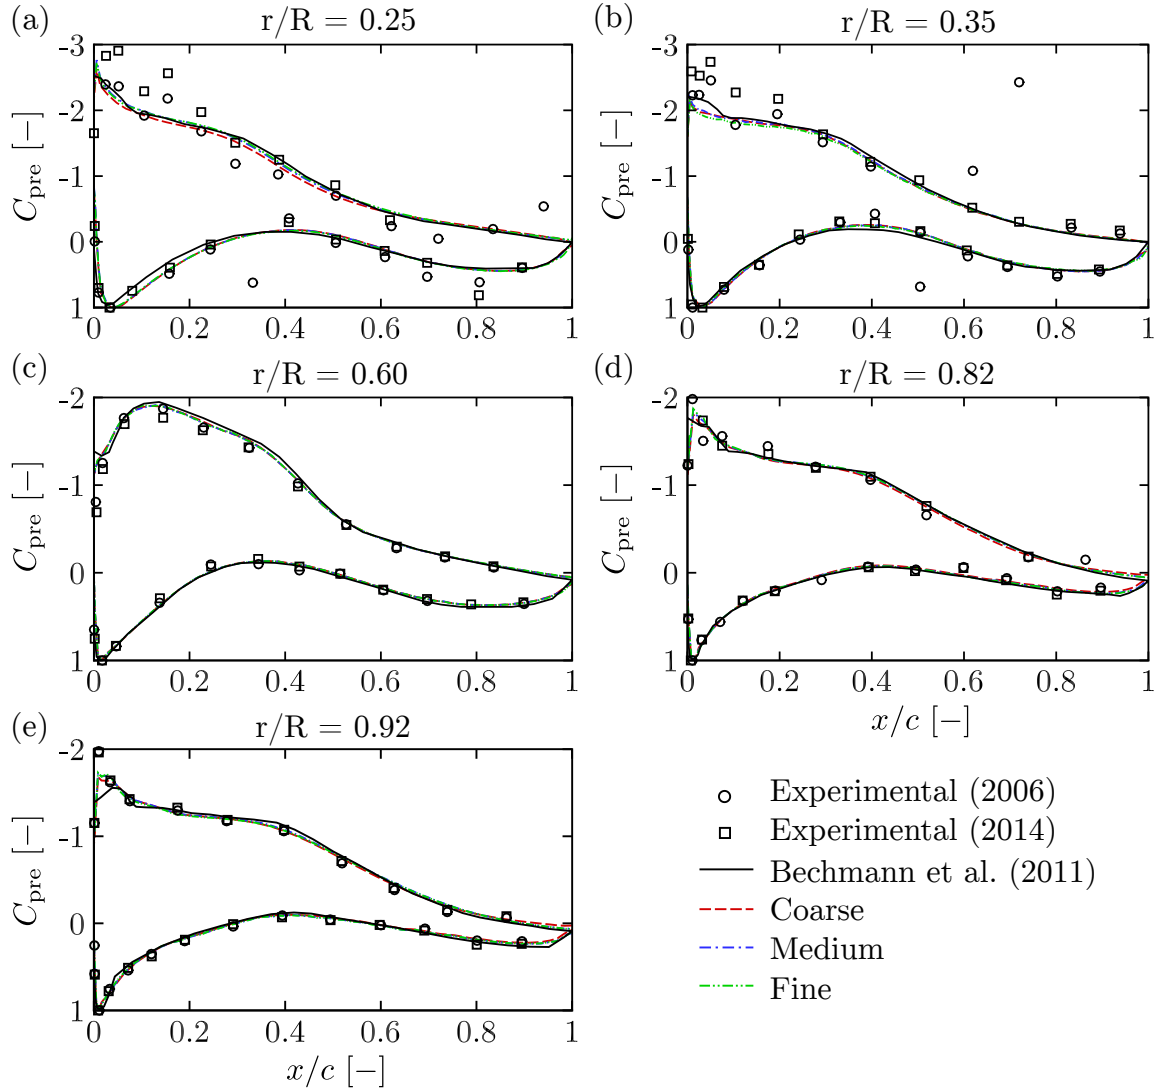 (a) r/R = 0.25
C_pre [−]
-3
-2
-1
0
1
0 0.2 0.4 0.6 0.8 1
(b) r/R = 0.35
C_pre [−]
-3
-2
-1
0
1
0 0.2 0.4 0.6 0.8 1
(c) r/R = 0.60
C_pre [−]
-2
-1
0
1
0 0.2 0.4 0.6 0.8 1
(d) r/R = 0.82
C_pre [−]
-2
-1
0
1
0 0.2 0.4 0.6 0.8 1
x/c [−]
(e) r/R = 0.92
C_pre [−]
-2
-1
0
1
0 0.2 0.4 0.6 0.8 1
x/c [−]
Experimental (2006)
Experimental (2014)
Bechmann et al. (2011)
Coarse
Medium
Fine